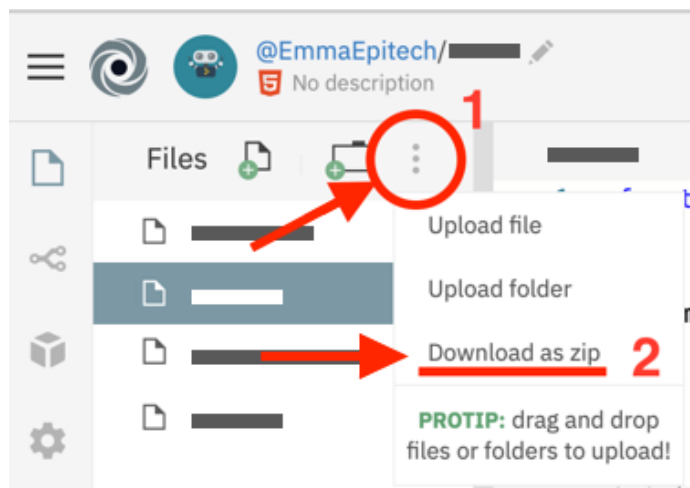 @EmmaEpitech/
No description
1
Files
Upload file
Upload folder
Download as zip
2
PROTIP: drag and drop
files or folders to upload!